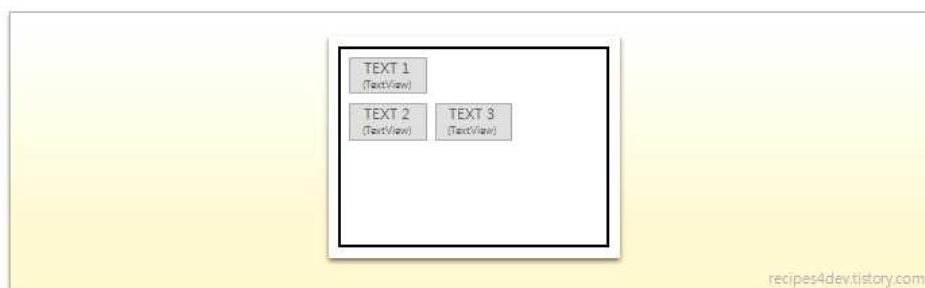 TEXT 1
(TextView)
TEXT 2
(TextView)
TEXT 3
(TextView)
recipes4dev.tistory.com